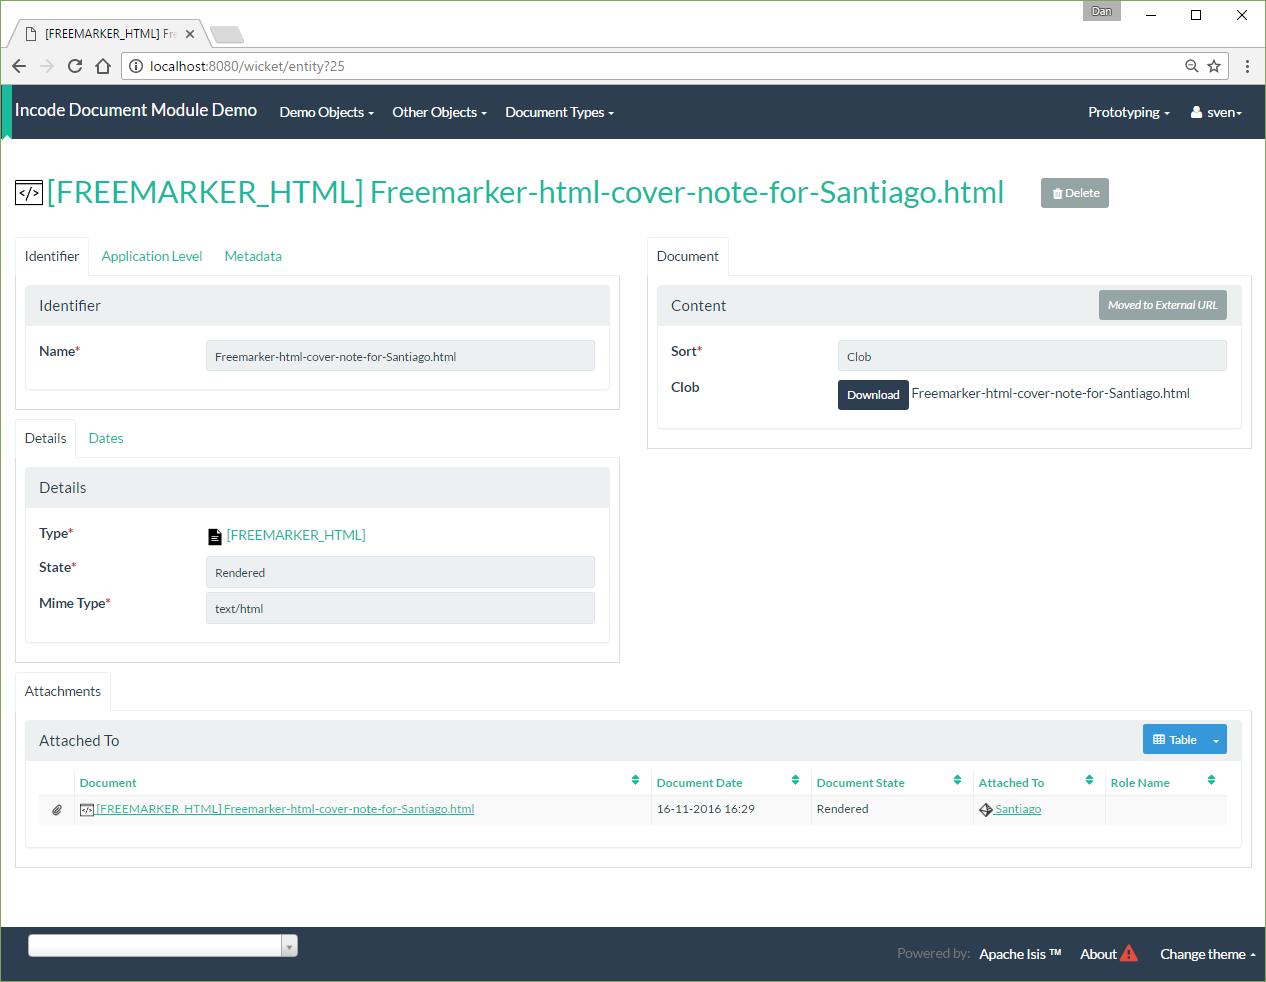 Dan
[FREEMARKER_HTML] Fr
localhost:8080/wicket/entity?25
Incode Document Module Demo Demo Objects Other Objects Document Types Prototyping sven
[FREEMARKER_HTML] Freemarker-html-cover-note-for-Santiago.html Delete
Identifier Application Level Metadata
Identifier
Name* Freemarker-html-cover-note-for-Santiago.html
Document
Content Moved to External URL
Sort* Clob
Clob Download Freemarker-html-cover-note-for-Santiago.html
Details Dates
Details
Type* [FREEMARKER_HTML]
State* Rendered
Mime Type* text/html
Attachments
Attached To Table
Document Document Date Document State Attached To Role Name
[FREEMARKER_HTML] Freemarker-html-cover-note-for-Santiago.html 16-11-2016 16:29 Rendered Santiago
Powered by: Apache Isis ™ About Change theme